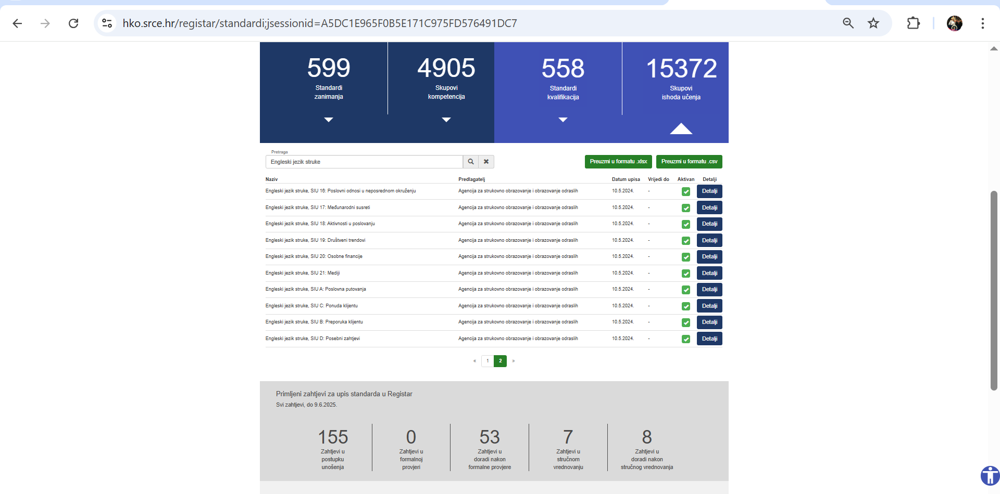 hko.srce.hr/registar/standardi;jsessionid=A5DC1E965F0B5E171C975FD576491DC7
599
Standardi
zanimanja
4905
Skupovi
kompetencija
558
Standardi
kvalifikacija
15372
Skupovi
ishoda učenja
Pretraga
Engleski jezik struke
Preuzmi u formatu .xlsx
Preuzmi u formatu .csv
Naziv Predlagatelj Datum upisa Vrijedi do Aktivan Detalji
Engleski jezik struke, SIU 16: Poslovni odnosi u neposrednom okruženju Agencija za strukovno obrazovanje i obrazovanje odraslih 10.5.2024. - Detalji
Engleski jezik struke, SIU 17: Međunarodni susreti Agencija za strukovno obrazovanje i obrazovanje odraslih 10.5.2024. - Detalji
Engleski jezik struke, SIU 18: Aktivnosti u poslovanju Agencija za strukovno obrazovanje i obrazovanje odraslih 10.5.2024. - Detalji
Engleski jezik struke, SIU 19: Društveni trendovi Agencija za strukovno obrazovanje i obrazovanje odraslih 10.5.2024. - Detalji
Engleski jezik struke, SIU 20: Osobne financije Agencija za strukovno obrazovanje i obrazovanje odraslih 10.5.2024. - Detalji
Engleski jezik struke, SIU 21: Mediji Agencija za strukovno obrazovanje i obrazovanje odraslih 10.5.2024. - Detalji
Engleski jezik struke, SIU A: Poslovna putovanja Agencija za strukovno obrazovanje i obrazovanje odraslih 10.5.2024. - Detalji
Engleski jezik struke, SIU C: Ponuda klijentu Agencija za strukovno obrazovanje i obrazovanje odraslih 10.5.2024. - Detalji
Engleski jezik struke, SIU B: Preporuka klijentu Agencija za strukovno obrazovanje i obrazovanje odraslih 10.5.2024. - Detalji
Engleski jezik struke, SIU D: Posebni zahtjevi Agencija za strukovno obrazovanje i obrazovanje odraslih 10.5.2024. - Detalji
« 1 2 »
Primljeni zahtjevi za upis standarda u Registar
Svi zahtjevi, do 9.6.2025.
155
Zahtjevi u
postupku
unošenja
0
Zahtjevi u
formalnoj
provjeri
53
Zahtjevi u
doradi nakon
formalne provjere
7
Zahtjevi u
stručnom
vrednovanju
8
Zahtjevi u
doradi nakon
stručnog vrednovanja